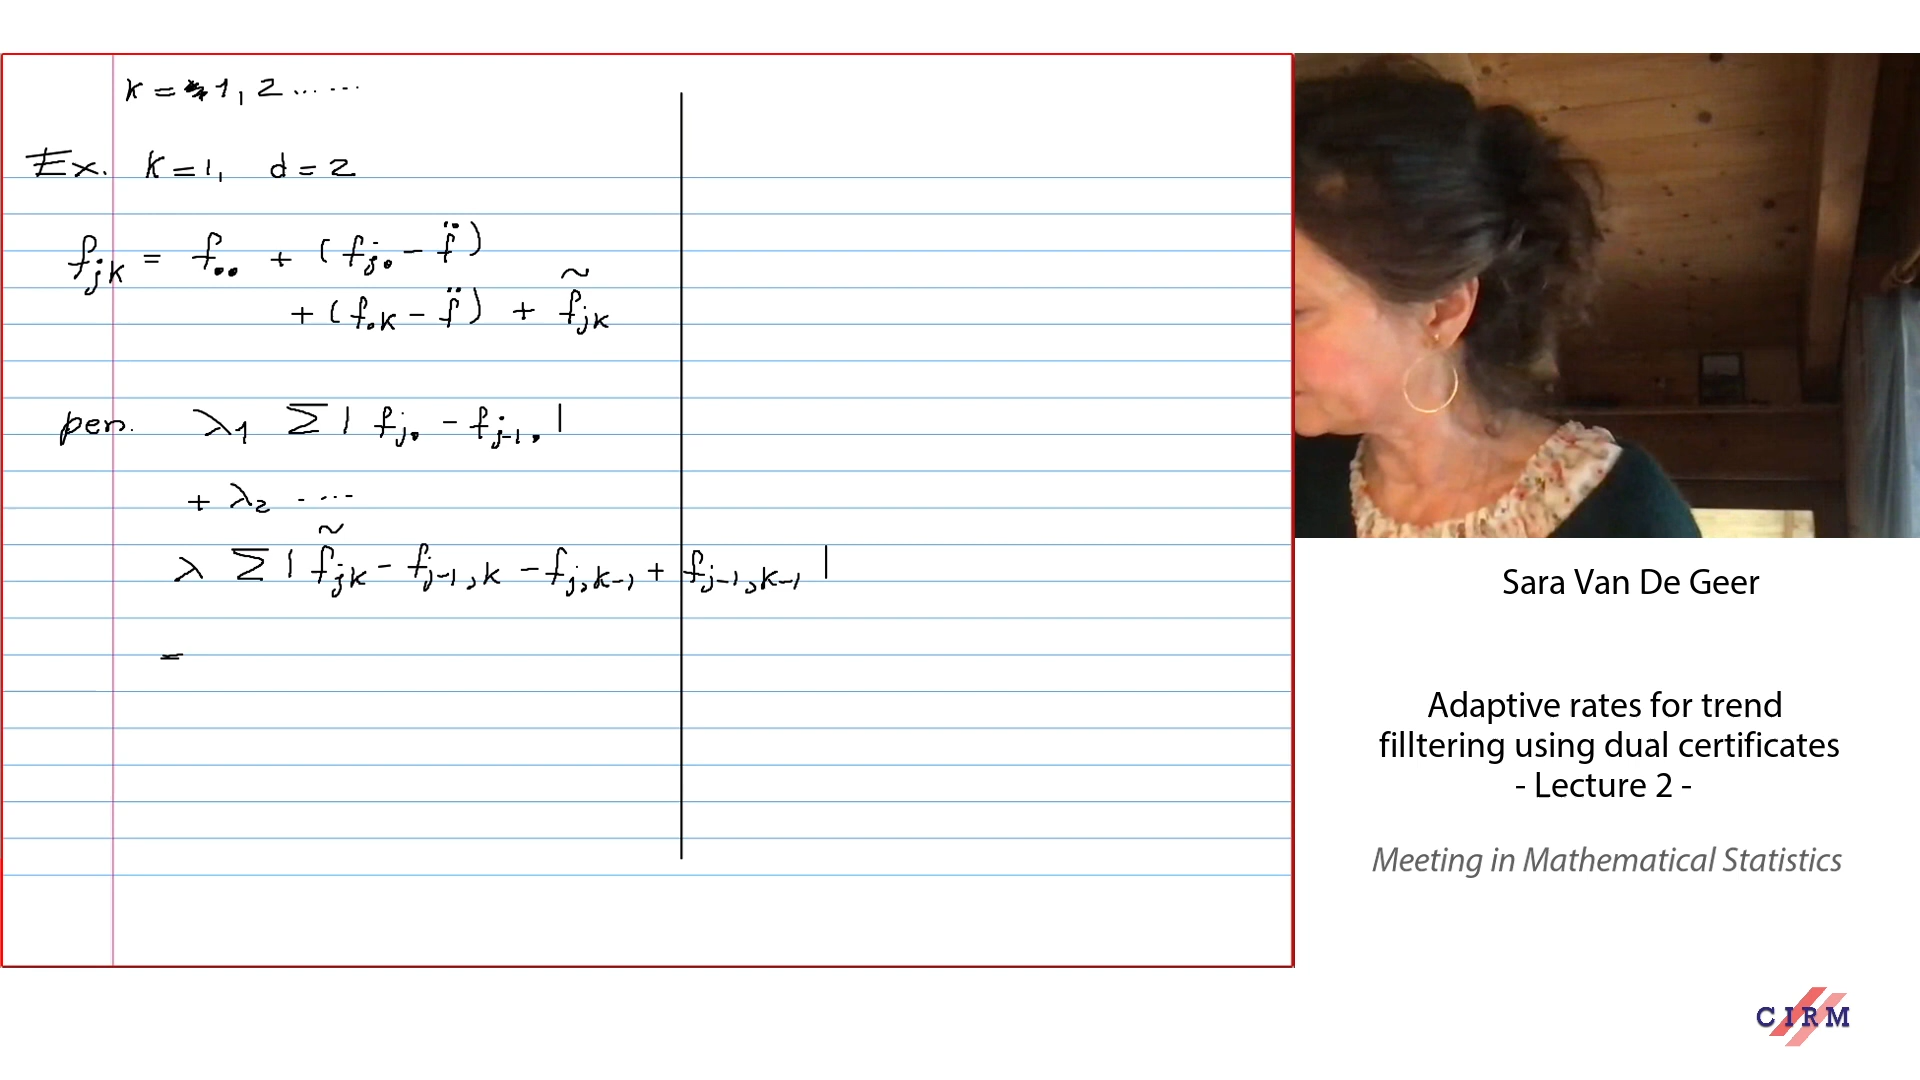 k = 1, 2 ... ...
Ex. k = 1, d = 2
f_{jk} = f_{••} + (f_{j•} - f̈)
+ (f_{•k} - f̈) + f̃_{jk}
pen. λ₁ Σ | f_{j•} - f_{j-1,•} |
+ λ₂ - ...
λ Σ | f̃_{jk} - f_{j-1,k} - f_{j,k-1} + f_{j-1,k-1} |
=
Sara Van De Geer
Adaptive rates for trend
filltering using dual certificates
- Lecture 2 -
Meeting in Mathematical Statistics
CIRM